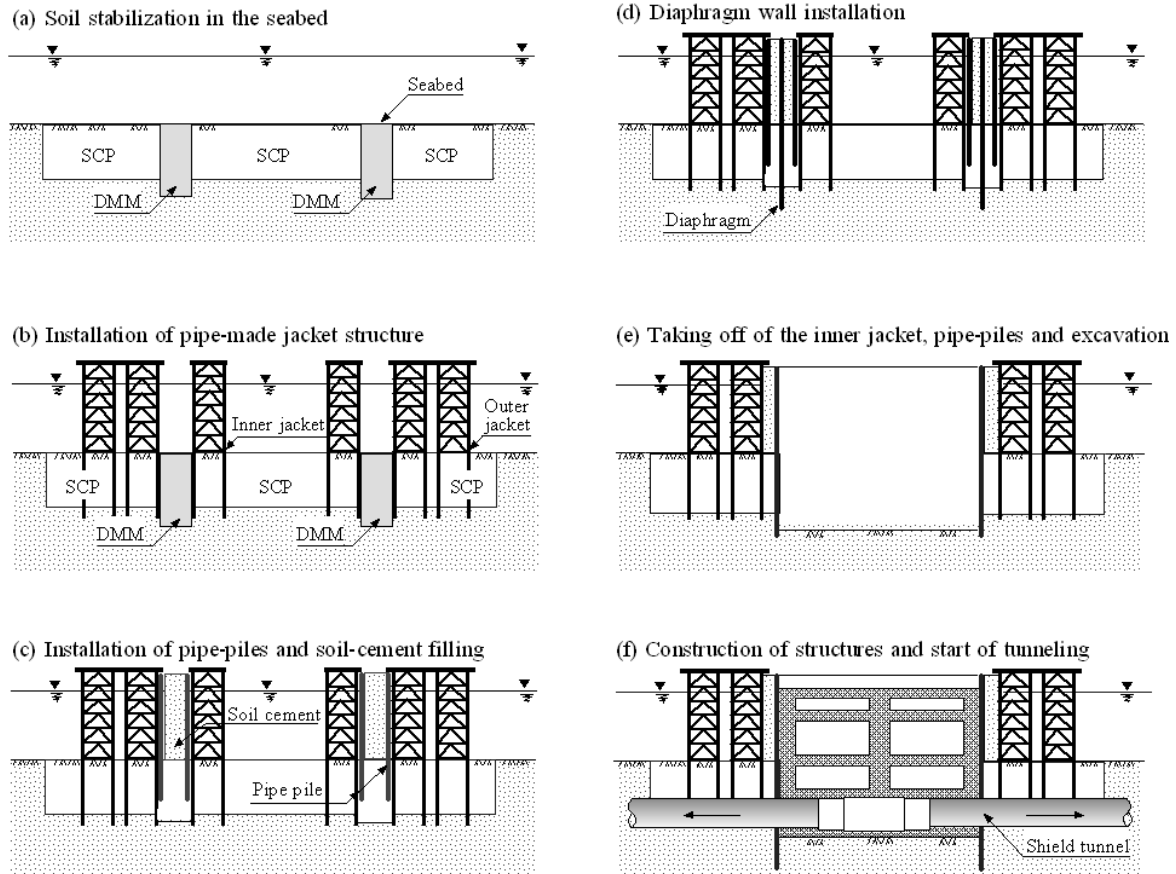 (a) Soil stabilization in the seabed
Seabed
SCP
SCP
SCP
DMM
DMM
(b) Installation of pipe-made jacket structure
Inner jacket
Outer
jacket
SCP
SCP
SCP
DMM
DMM
(c) Installation of pipe-piles and soil-cement filling
Soil cement
Pipe pile
(d) Diaphragm wall installation
Diaphragm
(e) Taking off of the inner jacket, pipe-piles and excavation
(f) Construction of structures and start of tunneling
Shield tunnel